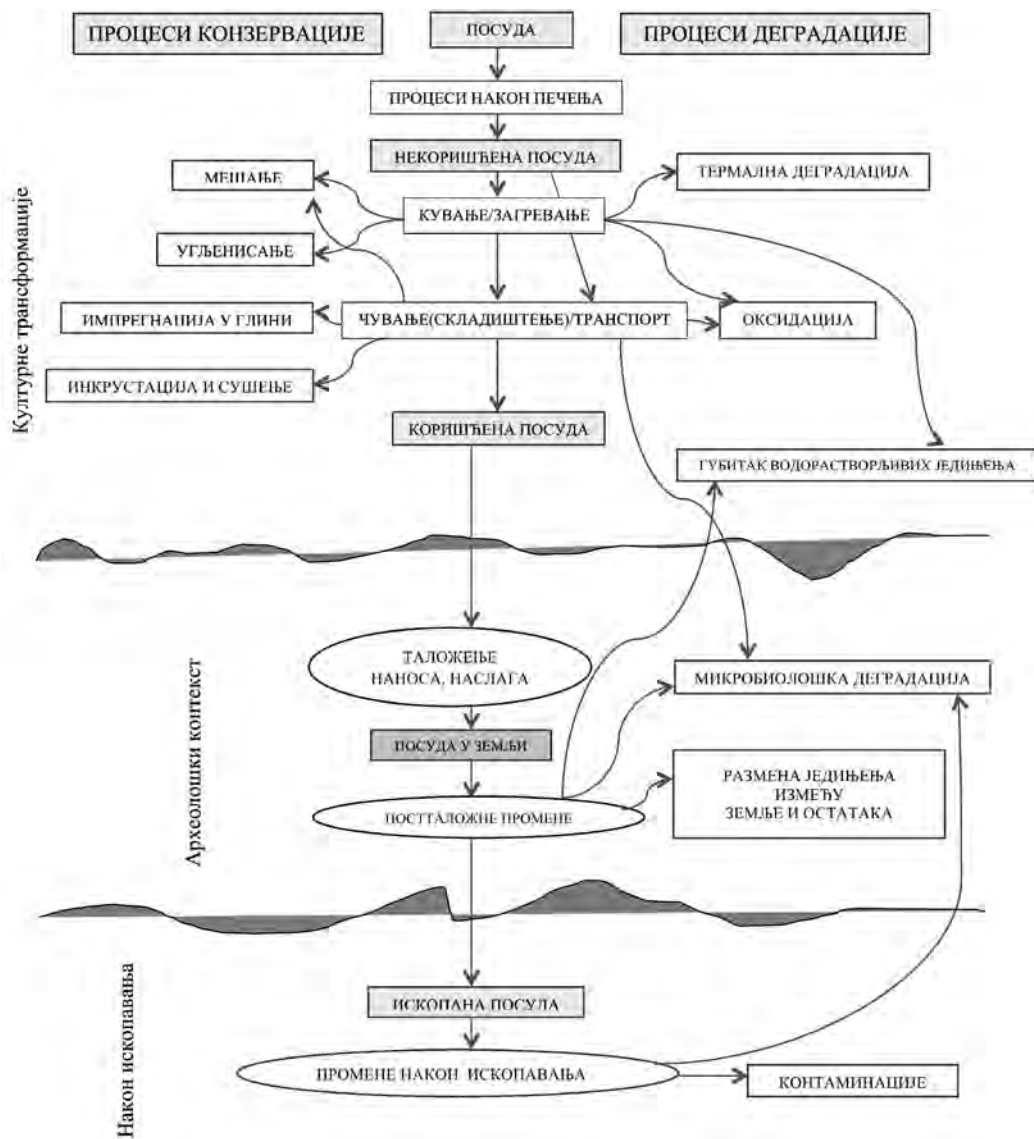 ПРОЦЕСИ КОНЗЕРВАЦИЈЕ
ПОСУДА
ПРОЦЕСИ ДЕГРАДАЦИЈЕ
ПРОЦЕСИ НАКОН ПЕЧЕЊА
НЕКОРИШЋЕНА ПОСУДА
МЕШАЊЕ
ТЕРМАЛНА ДЕГРАДАЦИЈА
КУВАЊЕ/ЗАГРЕВАЊЕ
УГЉЕНИСАЊЕ
ИМПРЕГНАЦИЈА У ГЛИНИ
ЧУВАЊЕ(СКЛАДИШТЕЊЕ)/ТРАНСПОРТ
ОКСИДАЦИЈА
ИНКРУСТАЦИЈА И СУШЕЊЕ
КОРИШЋЕНА ПОСУДА
Културне трансформације
ГУБИТАК ВОДОРАСТВОРЉИВИХ ЈЕДИЊЕЊА
ТАЛОЖЕЊЕ
НАНОСА, НАСЛАГА
МИКРОБИОЛОШКА ДЕГРАДАЦИЈА
ПОСУДА У ЗЕМЉИ
РАЗМЕНА ЈЕДИЊЕЊА
ИЗМЕЂУ
ЗЕМЉЕ И ОСТАТАКА
ПОСТТАЛОЖНЕ ПРОМЕНЕ
Археолошки контекст
ИСКОПАНА ПОСУДА
ПРОМЕНЕ НАКОН ИСКОПАВАЊА
КОНТАМИНАЦИЈЕ
Након ископавања